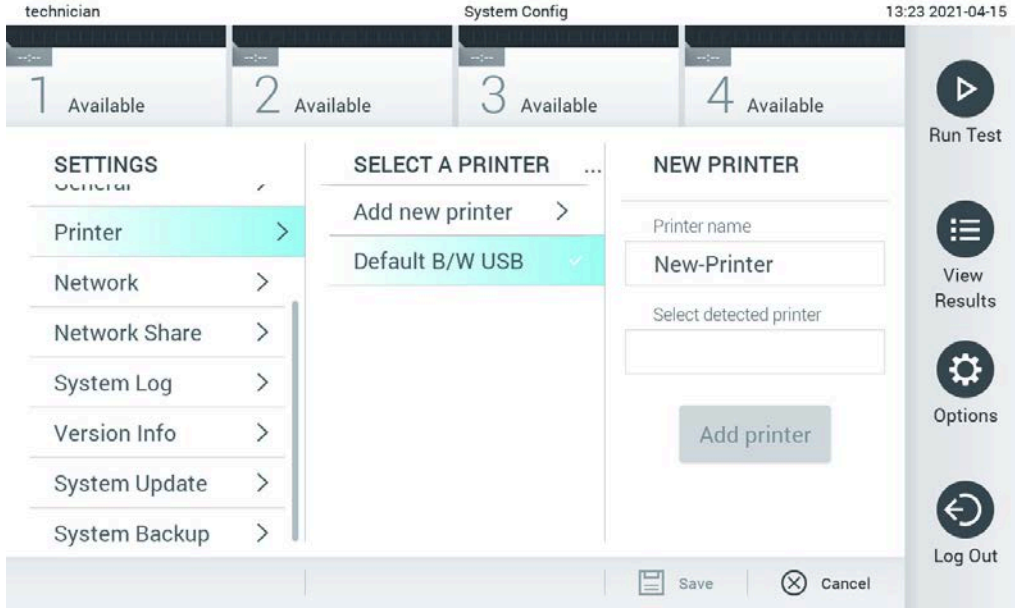 technician
System Config
13:23 2021-04-15
--:--
--:--
--:--
--:--
1 Available
2 Available
3 Available
4 Available
SETTINGS
General
Printer
Network
Network Share
System Log
Version Info
System Update
System Backup
SELECT A PRINTER ...
Add new printer
Default B/W USB
NEW PRINTER
Printer name
New-Printer
Select detected printer
Add printer
Run Test
View
Results
Options
Log Out
Save
Cancel